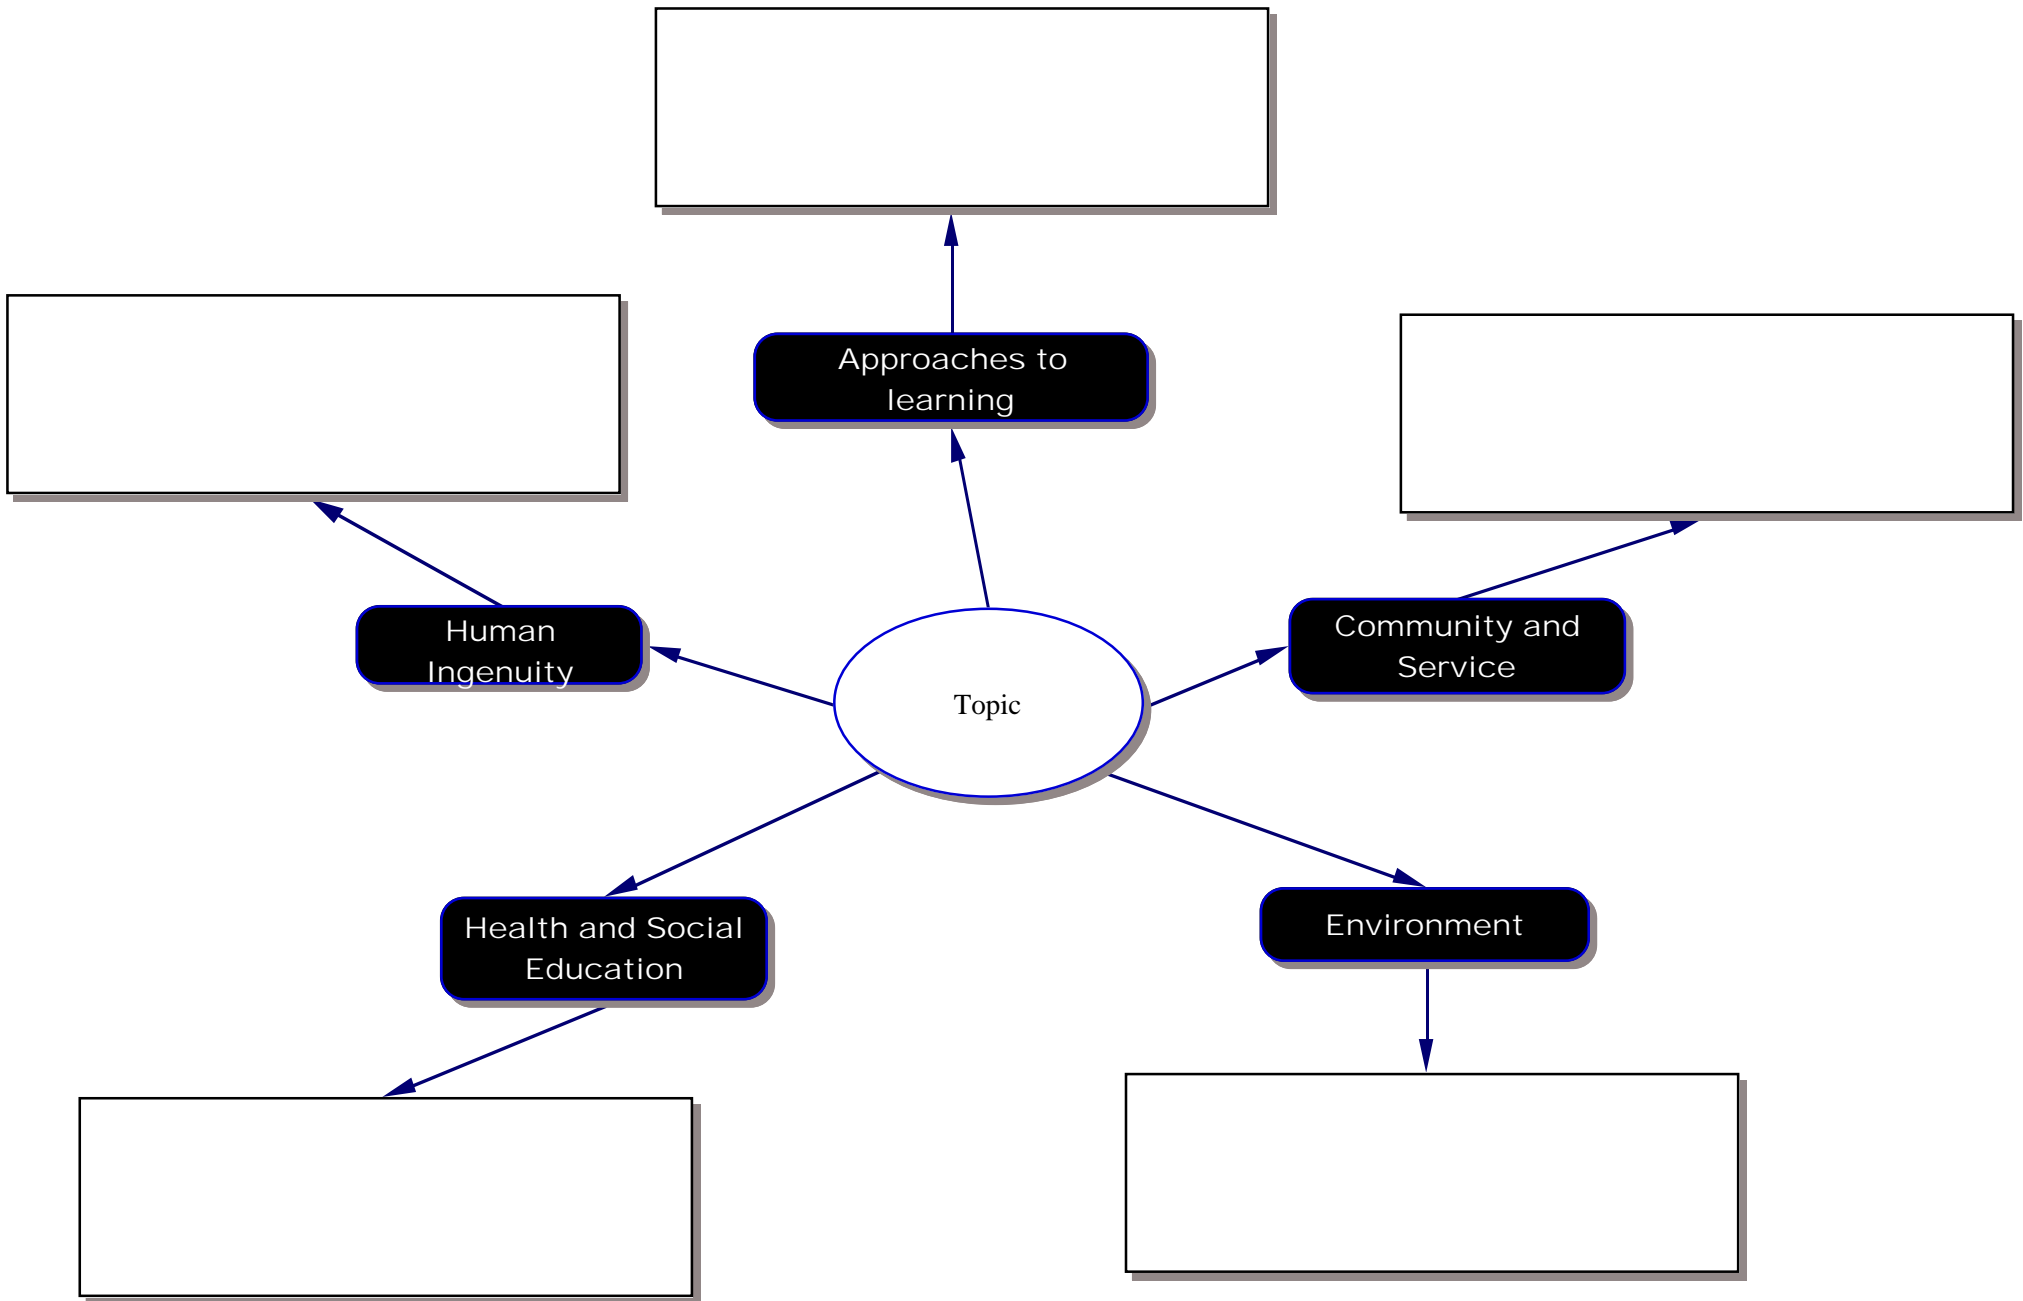 Approaches to
learning
Human
Ingenuity
Community and
Service
Topic
Health and Social
Education
Environment